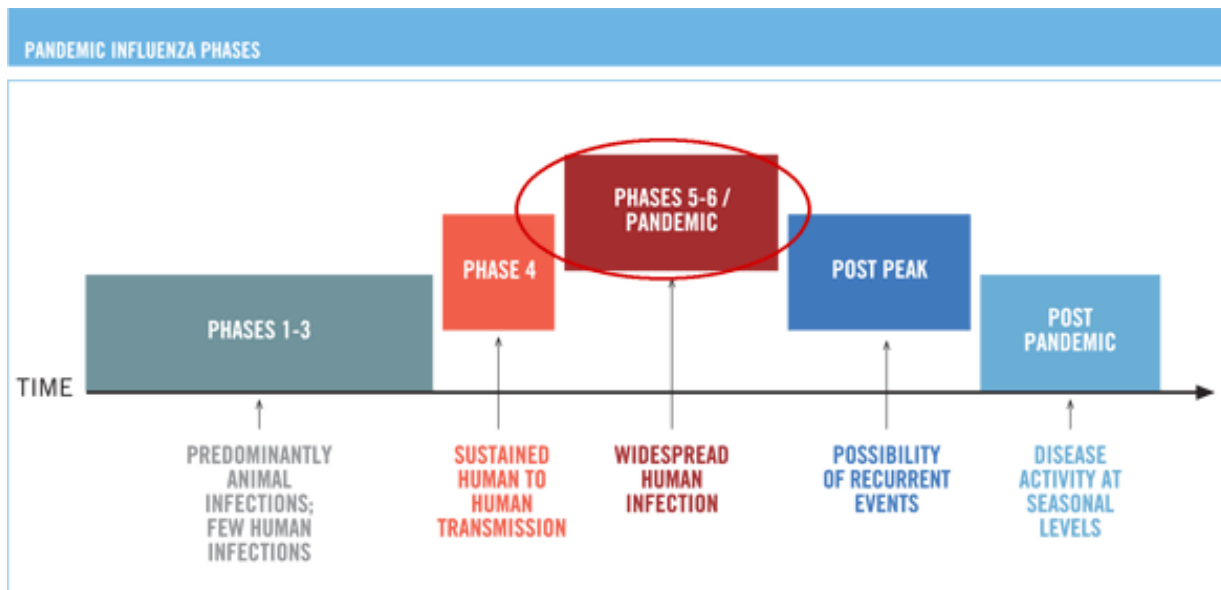 PANDEMIC INFLUENZA PHASES
PHASES 5-6 /
PANDEMIC
PHASE 4
POST PEAK
PHASES 1-3
POST
PANDEMIC
TIME
PREDOMINANTLY
ANIMAL
INFECTIONS;
FEW HUMAN
INFECTIONS
SUSTAINED
HUMAN TO
HUMAN
TRANSMISSION
WIDESPREAD
HUMAN
INFECTION
POSSIBILITY
OF RECURRENT
EVENTS
DISEASE
ACTIVITY AT
SEASONAL
LEVELS